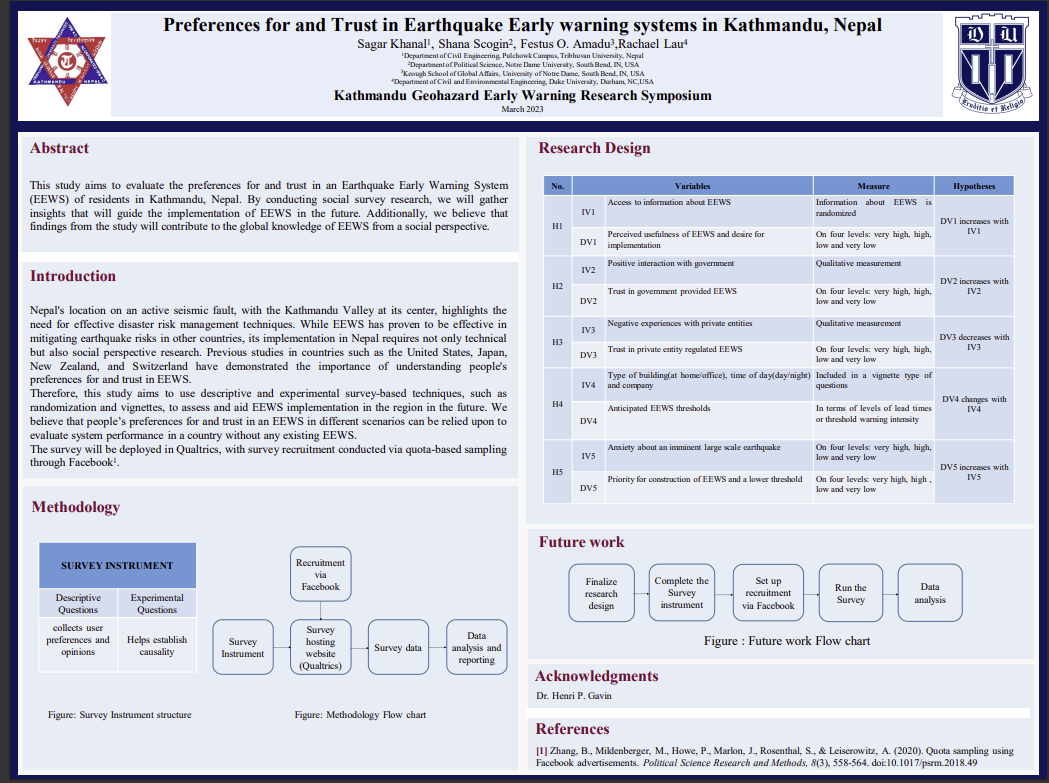 Preferences for and Trust in Earthquake Early warning systems in Kathmandu, Nepal
Sagar Khanal¹, Shana Scogin², Festus O. Amadu³,Rachael Lau⁴
¹Department of Civil Engineering, Pulchowk Campus, Tribhuvan University, Nepal
²Department of Political Science, Notre Dame University, South Bend, IN, USA
³Keough School of Global Affairs, University of Notre Dame, South Bend, IN, USA
⁴Department of Civil and Environmental Engineering, Duke University, Durham, NC,USA
Kathmandu Geohazard Early Warning Research Symposium
March 2023
KATHMANDU NEPAL
D U
Eruditio et Religio
Abstract
This study aims to evaluate the preferences for and trust in an Earthquake Early Warning System
(EEWS) of residents in Kathmandu, Nepal. By conducting social survey research, we will gather
insights that will guide the implementation of EEWS in the future. Additionally, we believe that
findings from the study will contribute to the global knowledge of EEWS from a social perspective.
Introduction
Nepal's location on an active seismic fault, with the Kathmandu Valley at its center, highlights the
need for effective disaster risk management techniques. While EEWS has proven to be effective in
mitigating earthquake risks in other countries, its implementation in Nepal requires not only technical
but also social perspective research. Previous studies in countries such as the United States, Japan,
New Zealand, and Switzerland have demonstrated the importance of understanding people's
preferences for and trust in EEWS.
Therefore, this study aims to use descriptive and experimental survey-based techniques, such as
randomization and vignettes, to assess and aid EEWS implementation in the region in the future. We
believe that people's preferences for and trust in an EEWS in different scenarios can be relied upon to
evaluate system performance in a country without any existing EEWS.
The survey will be deployed in Qualtrics, with survey recruitment conducted via quota-based sampling
through Facebook¹.
Methodology
SURVEY INSTRUMENT
Descriptive Questions
Experimental Questions
collects user preferences and opinions
Helps establish causality
Figure: Survey Instrument structure
Recruitment via Facebook
Survey Instrument
Survey hosting website (Qualtrics)
Survey data
Data analysis and reporting
Figure: Methodology Flow chart
Research Design
No. Variables Measure Hypotheses
H1 IV1 Access to information about EEWS Information about EEWS is randomized DV1 increases with IV1
DV1 Perceived usefulness of EEWS and desire for implementation On four levels: very high, high, low and very low
H2 IV2 Positive interaction with government Qualitative measurement DV2 increases with IV2
DV2 Trust in government provided EEWS On four levels: very high, high, low and very low
H3 IV3 Negative experiences with private entities Qualitative measurement DV3 decreases with IV3
DV3 Trust in private entity regulated EEWS On four levels: very high, high, low and very low
H4 IV4 Type of building(at home/office), time of day(day/night) and company Included in a vignette type of questions DV4 changes with IV4
DV4 Anticipated EEWS thresholds In terms of levels of lead times or threshold warning intensity
H5 IV5 Anxiety about an imminent large scale earthquake On four levels: very high, high, low and very low DV5 increases with IV5
DV5 Priority for construction of EEWS and a lower threshold On four levels: very high, high , low and very low
Future work
Finalize research design
Complete the Survey instrument
Set up recruitment via Facebook
Run the Survey
Data analysis
Figure : Future work Flow chart
Acknowledgments
Dr. Henri P. Gavin
References
[1] Zhang, B., Mildenberger, M., Howe, P., Marlon, J., Rosenthal, S., & Leiserowitz, A. (2020). Quota sampling using
Facebook advertisements. Political Science Research and Methods, 8(3), 558-564. doi:10.1017/psrm.2018.49